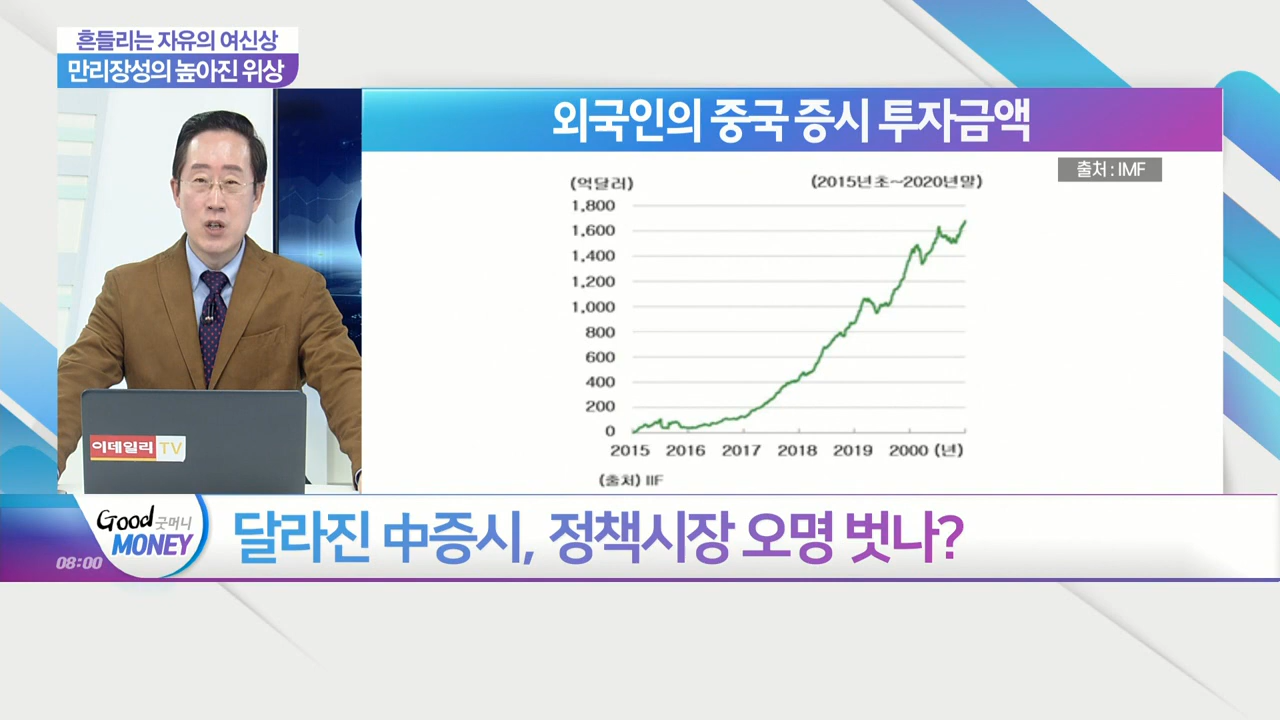 흔들리는 자유의 여신상
만리장성의 높아진 위상
외국인의 중국 증시 투자금액
출처 : IMF
(억달러)
(2015년초~2020년말)
1,800
1,600
1,400
1,200
1,000
800
600
400
200
0
2015 2016 2017 2018 2019 2000 (년)
(출처) IIF
이데일리 TV
Good 굿머니
MONEY
08:00
달라진 中증시, 정책시장 오명 벗나?